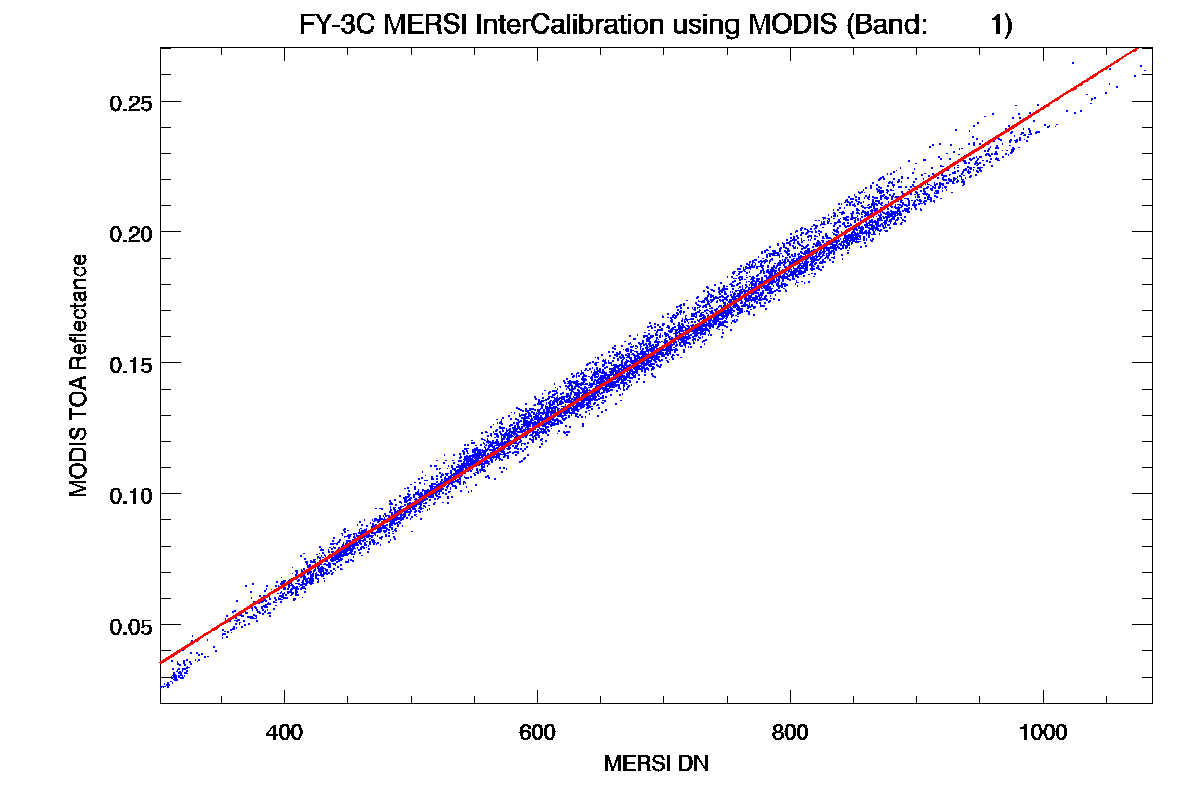 FY-3C MERSI InterCalibration using MODIS (Band: 1)
0.25
0.20
0.15
0.10
0.05
MODIS TOA Reflectance
400 600 800 1000
MERSI DN